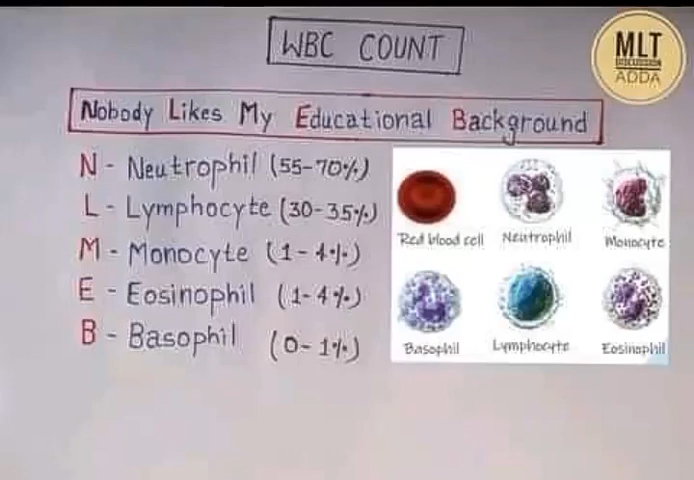 WBC COUNT
MLT
DISCUSSION
ADDA
Nobody Likes My Educational Background
N - Neutrophil (55-70%)
L - Lymphocyte (30-35%)
M - Monocyte (1-4%)
E - Eosinophil (1-4%)
B - Basophil (0-1%)
Red blood cell Neutrophil Monocyte
Basophil Lymphocyte Eosinophil